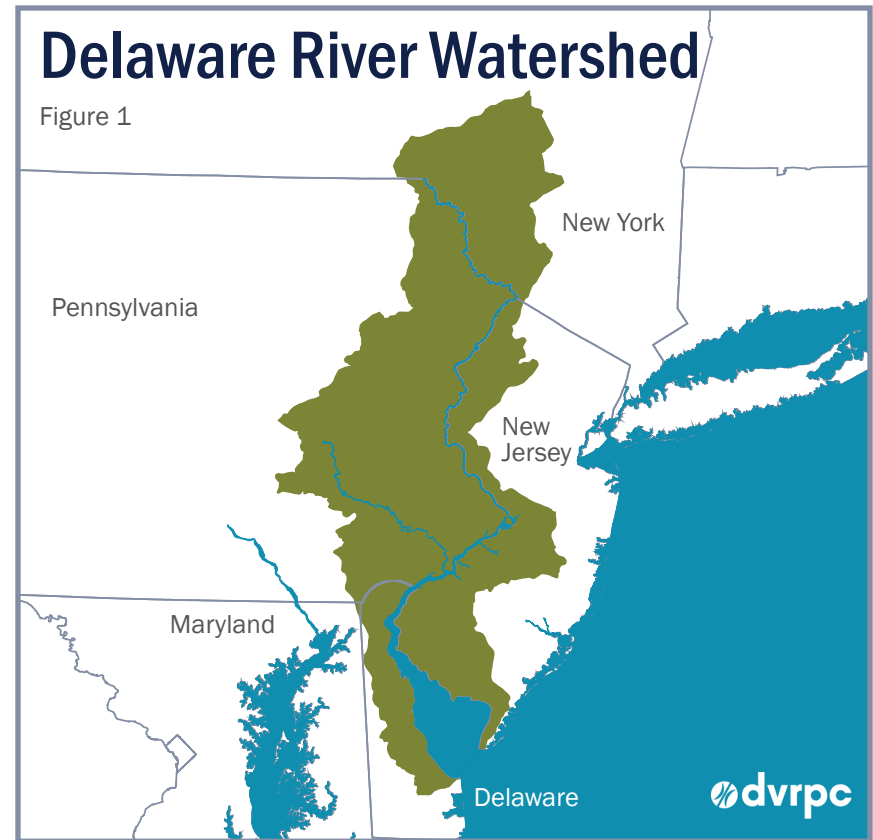 Delaware River Watershed
Figure 1
New York
Pennsylvania
New
Jersey
Maryland
Delaware
dvrpc